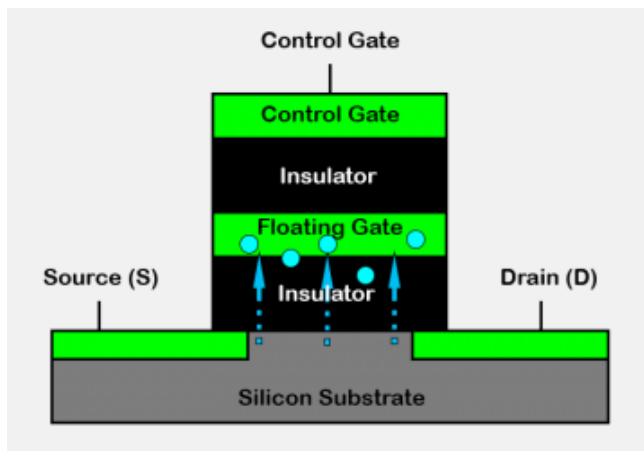 Control Gate
Control Gate
Insulator
Floating Gate
Source (S)
Insulator
Drain (D)
Silicon Substrate